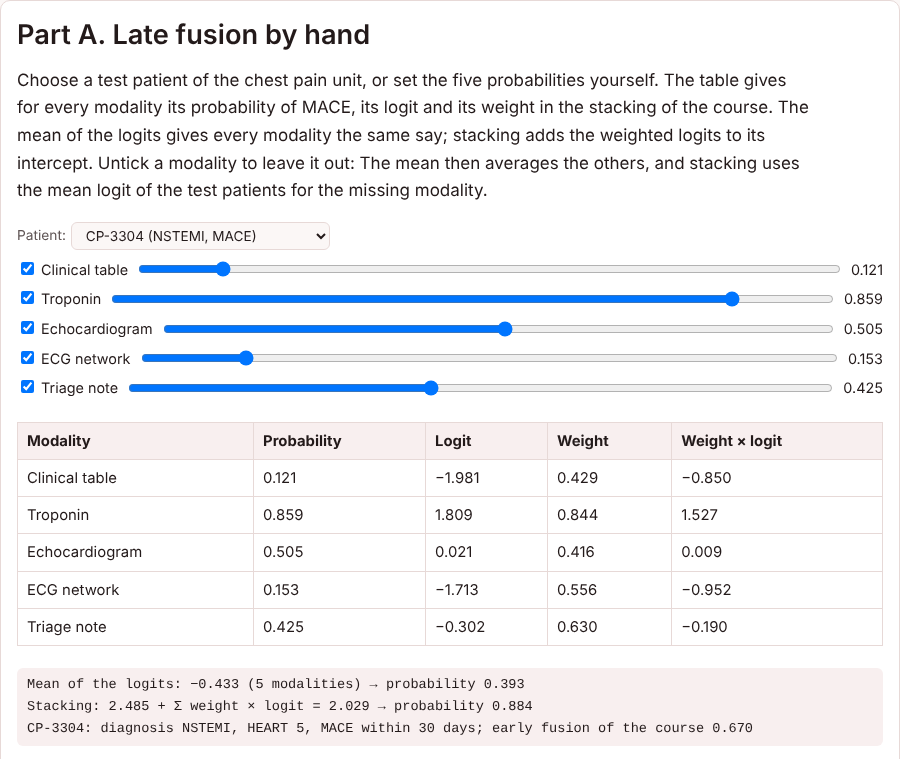 Part A. Late fusion by hand
Choose a test patient of the chest pain unit, or set the five probabilities yourself. The table gives
for every modality its probability of MACE, its logit and its weight in the stacking of the course. The
mean of the logits gives every modality the same say; stacking adds the weighted logits to its
intercept. Untick a modality to leave it out: The mean then averages the others, and stacking uses
the mean logit of the test patients for the missing modality.
Patient: CP-3304 (NSTEMI, MACE)
Clinical table 0.121
Troponin 0.859
Echocardiogram 0.505
ECG network 0.153
Triage note 0.425
Modality Probability Logit Weight Weight × logit
Clinical table 0.121 −1.981 0.429 −0.850
Troponin 0.859 1.809 0.844 1.527
Echocardiogram 0.505 0.021 0.416 0.009
ECG network 0.153 −1.713 0.556 −0.952
Triage note 0.425 −0.302 0.630 −0.190
Mean of the logits: −0.433 (5 modalities) → probability 0.393
Stacking: 2.485 + Σ weight × logit = 2.029 → probability 0.884
CP-3304: diagnosis NSTEMI, HEART 5, MACE within 30 days; early fusion of the course 0.670